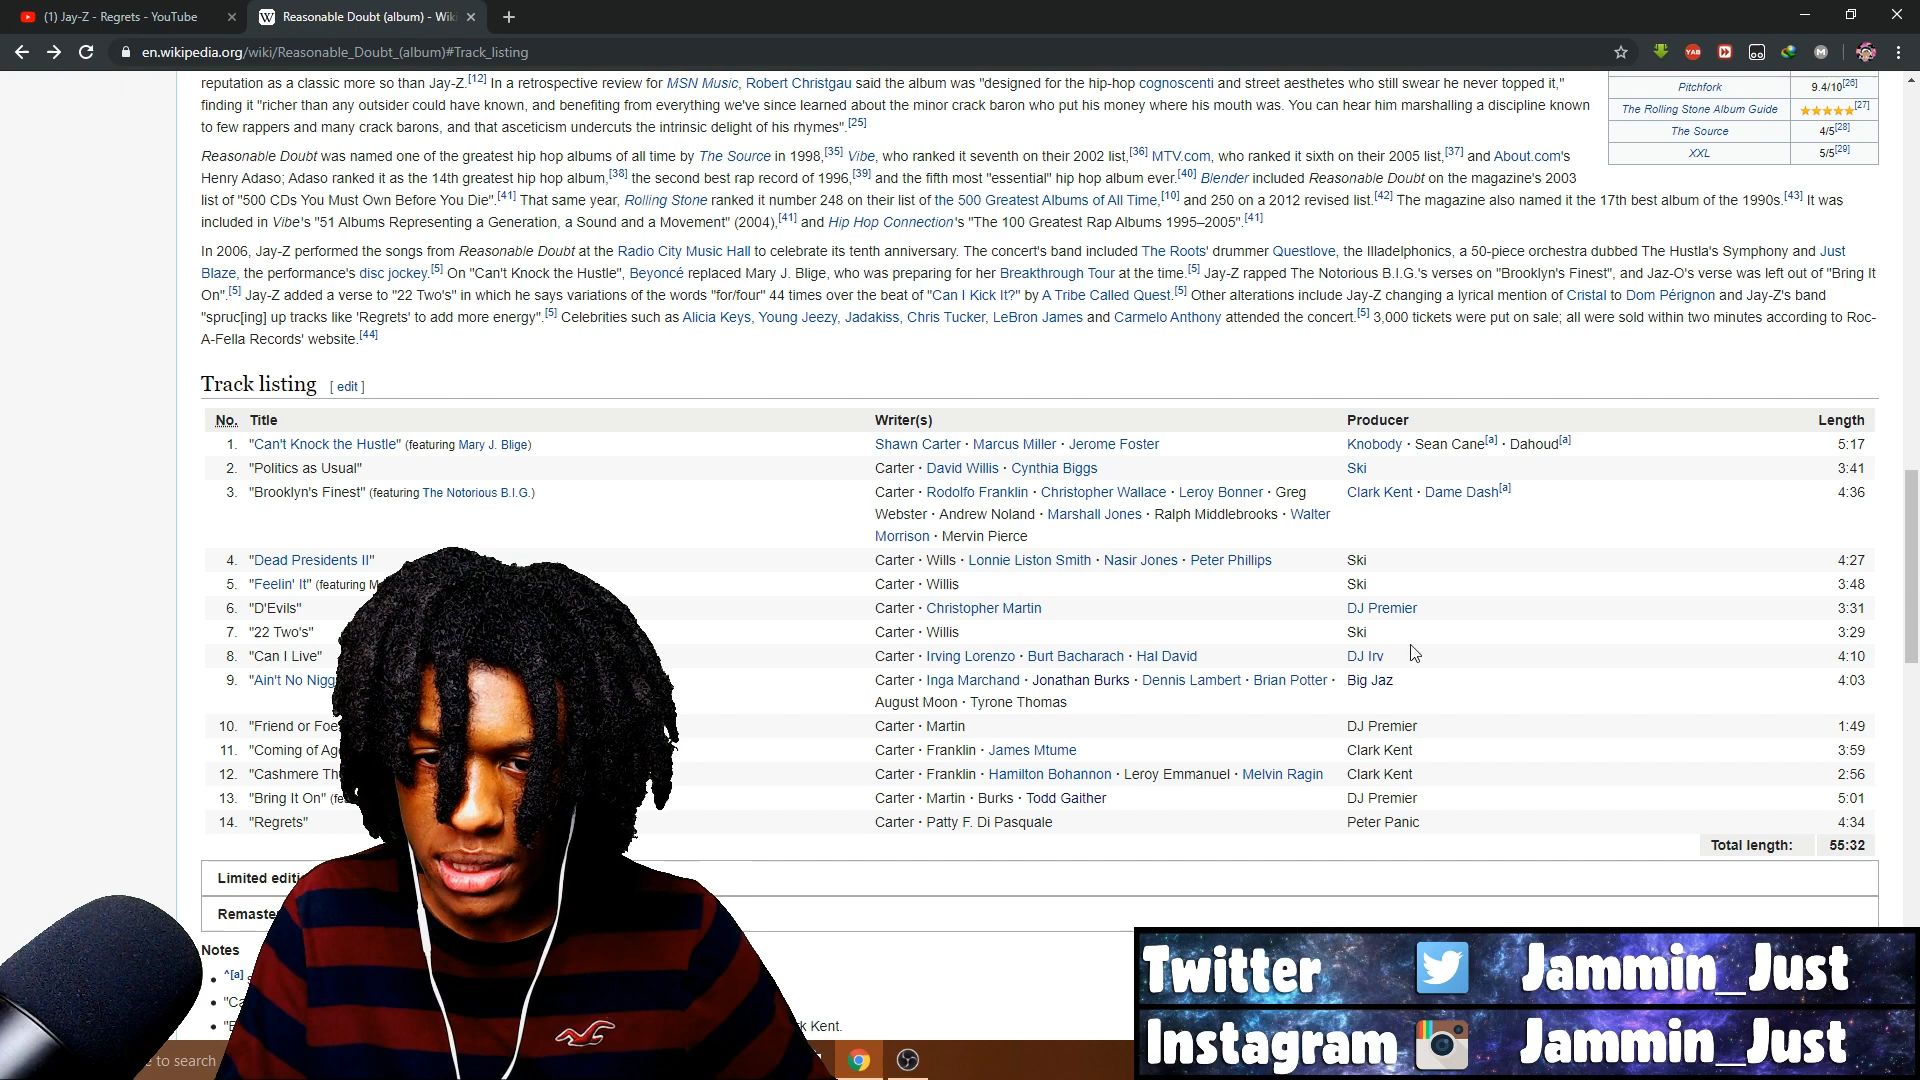 (1) Jay-Z - Regrets - YouTube
Reasonable Doubt (album) - Wiki
en.wikipedia.org/wiki/Reasonable_Doubt_(album)#Track_listing
reputation as a classic more so than Jay-Z.[12] In a retrospective review for MSN Music, Robert Christgau said the album was "designed for the hip-hop cognoscenti and street aesthetes who still swear he never topped it,"
finding it "richer than any outsider could have known, and benefiting from everything we've since learned about the minor crack baron who put his money where his mouth was. You can hear him marshalling a discipline known
to few rappers and many crack barons, and that asceticism undercuts the intrinsic delight of his rhymes".[25]
Pitchfork 9.4/10[26]
The Rolling Stone Album Guide ★★★★★[27]
The Source 4/5[28]
XXL 5/5[29]
Reasonable Doubt was named one of the greatest hip hop albums of all time by The Source in 1998,[35] Vibe, who ranked it seventh on their 2002 list,[36] MTV.com, who ranked it sixth on their 2005 list,[37] and About.com's
Henry Adaso; Adaso ranked it as the 14th greatest hip hop album,[38] the second best rap record of 1996,[39] and the fifth most "essential" hip hop album ever.[40] Blender included Reasonable Doubt on the magazine's 2003
list of "500 CDs You Must Own Before You Die".[41] That same year, Rolling Stone ranked it number 248 on their list of the 500 Greatest Albums of All Time,[10] and 250 on a 2012 revised list.[42] The magazine also named it the 17th best album of the 1990s.[43] It was
included in Vibe's "51 Albums Representing a Generation, a Sound and a Movement" (2004),[41] and Hip Hop Connection's "The 100 Greatest Rap Albums 1995–2005".[41]
In 2006, Jay-Z performed the songs from Reasonable Doubt at the Radio City Music Hall to celebrate its tenth anniversary. The concert's band included The Roots' drummer Questlove, the Illadelphonics, a 50-piece orchestra dubbed The Hustla's Symphony and Just
Blaze, the performance's disc jockey.[5] On "Can't Knock the Hustle", Beyoncé replaced Mary J. Blige, who was preparing for her Breakthrough Tour at the time.[5] Jay-Z rapped The Notorious B.I.G.'s verses on "Brooklyn's Finest", and Jaz-O's verse was left out of "Bring It
On".[5] Jay-Z added a verse to "22 Two's" in which he says variations of the words "for/four" 44 times over the beat of "Can I Kick It?" by A Tribe Called Quest.[5] Other alterations include Jay-Z changing a lyrical mention of Cristal to Dom Pérignon and Jay-Z's band
"spruc[ing] up tracks like 'Regrets' to add more energy".[5] Celebrities such as Alicia Keys, Young Jeezy, Jadakiss, Chris Tucker, LeBron James and Carmelo Anthony attended the concert.[5] 3,000 tickets were put on sale; all were sold within two minutes according to Roc-
A-Fella Records' website.[44]
Track listing [ edit ]
No. Title Writer(s) Producer Length
1. "Can't Knock the Hustle" (featuring Mary J. Blige) Shawn Carter · Marcus Miller · Jerome Foster Knobody · Sean Cane[a] · Dahoud[a] 5:17
2. "Politics as Usual" Carter · David Willis · Cynthia Biggs Ski 3:41
3. "Brooklyn's Finest" (featuring The Notorious B.I.G.) Carter · Rodolfo Franklin · Christopher Wallace · Leroy Bonner · Greg Clark Kent · Dame Dash[a] 4:36
Webster · Andrew Noland · Marshall Jones · Ralph Middlebrooks · Walter
Morrison · Mervin Pierce
4. "Dead Presidents II" Carter · Wills · Lonnie Liston Smith · Nasir Jones · Peter Phillips Ski 4:27
5. "Feelin' It" (featuring M Carter · Willis Ski 3:48
6. "D'Evils" Carter · Christopher Martin DJ Premier 3:31
7. "22 Two's" Carter · Willis Ski 3:29
8. "Can I Live" Carter · Irving Lorenzo · Burt Bacharach · Hal David DJ Irv 4:10
9. "Ain't No Nigg Carter · Inga Marchand · Jonathan Burks · Dennis Lambert · Brian Potter · Big Jaz 4:03
August Moon · Tyrone Thomas
10. "Friend or Foe Carter · Martin DJ Premier 1:49
11. "Coming of Ag Carter · Franklin · James Mtume Clark Kent 3:59
12. "Cashmere Th Carter · Franklin · Hamilton Bohannon · Leroy Emmanuel · Melvin Ragin Clark Kent 2:56
13. "Bring It On" (fe Carter · Martin · Burks · Todd Gaither DJ Premier 5:01
14. "Regrets" Carter · Patty F. Di Pasquale Peter Panic 4:34
Total length: 55:32
Limited editi
Remaste
Notes
^[a]
"Ca
k Kent.
e to search
Twitter Jammin_Just
Instagram Jammin_Just